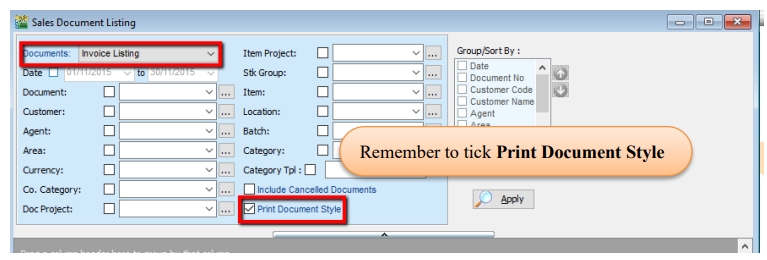 Sales Document Listing
Documents: Invoice Listing
Date 01/11/2015 to 30/11/2015
Document:
Customer:
Agent:
Area:
Currency:
Co. Category:
Doc Project:
Item Project:
Stk Group:
Item:
Location:
Batch:
Category:
Category Tpl :
Include Cancelled Documents
Print Document Style
Group/Sort By :
Date
Document No
Customer Code
Customer Name
Agent
Area
Remember to tick Print Document Style
Apply
Drag a column header here to group by that column